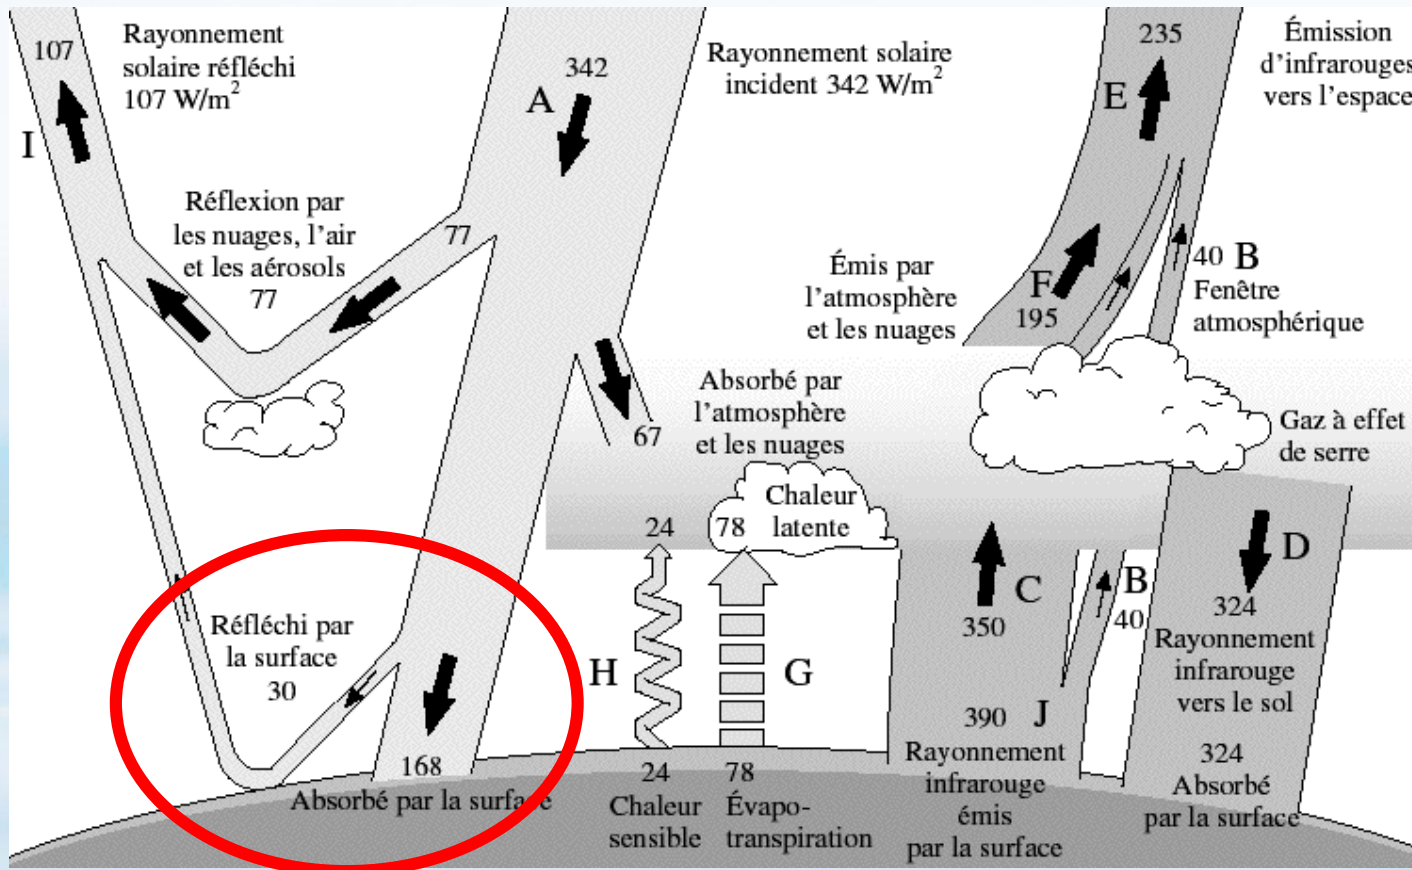 107
Rayonnement
solaire réfléchi
107 W/m²
I
342
A
Rayonnement solaire
incident 342 W/m²
235
E
Émission
d'infrarouges
vers l'espace
Réflexion par
les nuages, l'air
et les aérosols
77
77
Émis par
l'atmosphère
et les nuages
F
195
40 B
Fenêtre
atmosphérique
67
Absorbé par
l'atmosphère
et les nuages
Gaz à effet
de serre
24
78
Chaleur
latente
Réfléchi par
la surface
30
168
Absorbé par la surface
H
G
24
Chaleur
sensible
78
Évapo-
transpiration
C
350
B
40
390 J
Rayonnement
infrarouge
émis
par la surface
D
324
Rayonnement
infrarouge
vers le sol
324
Absorbé
par la surface